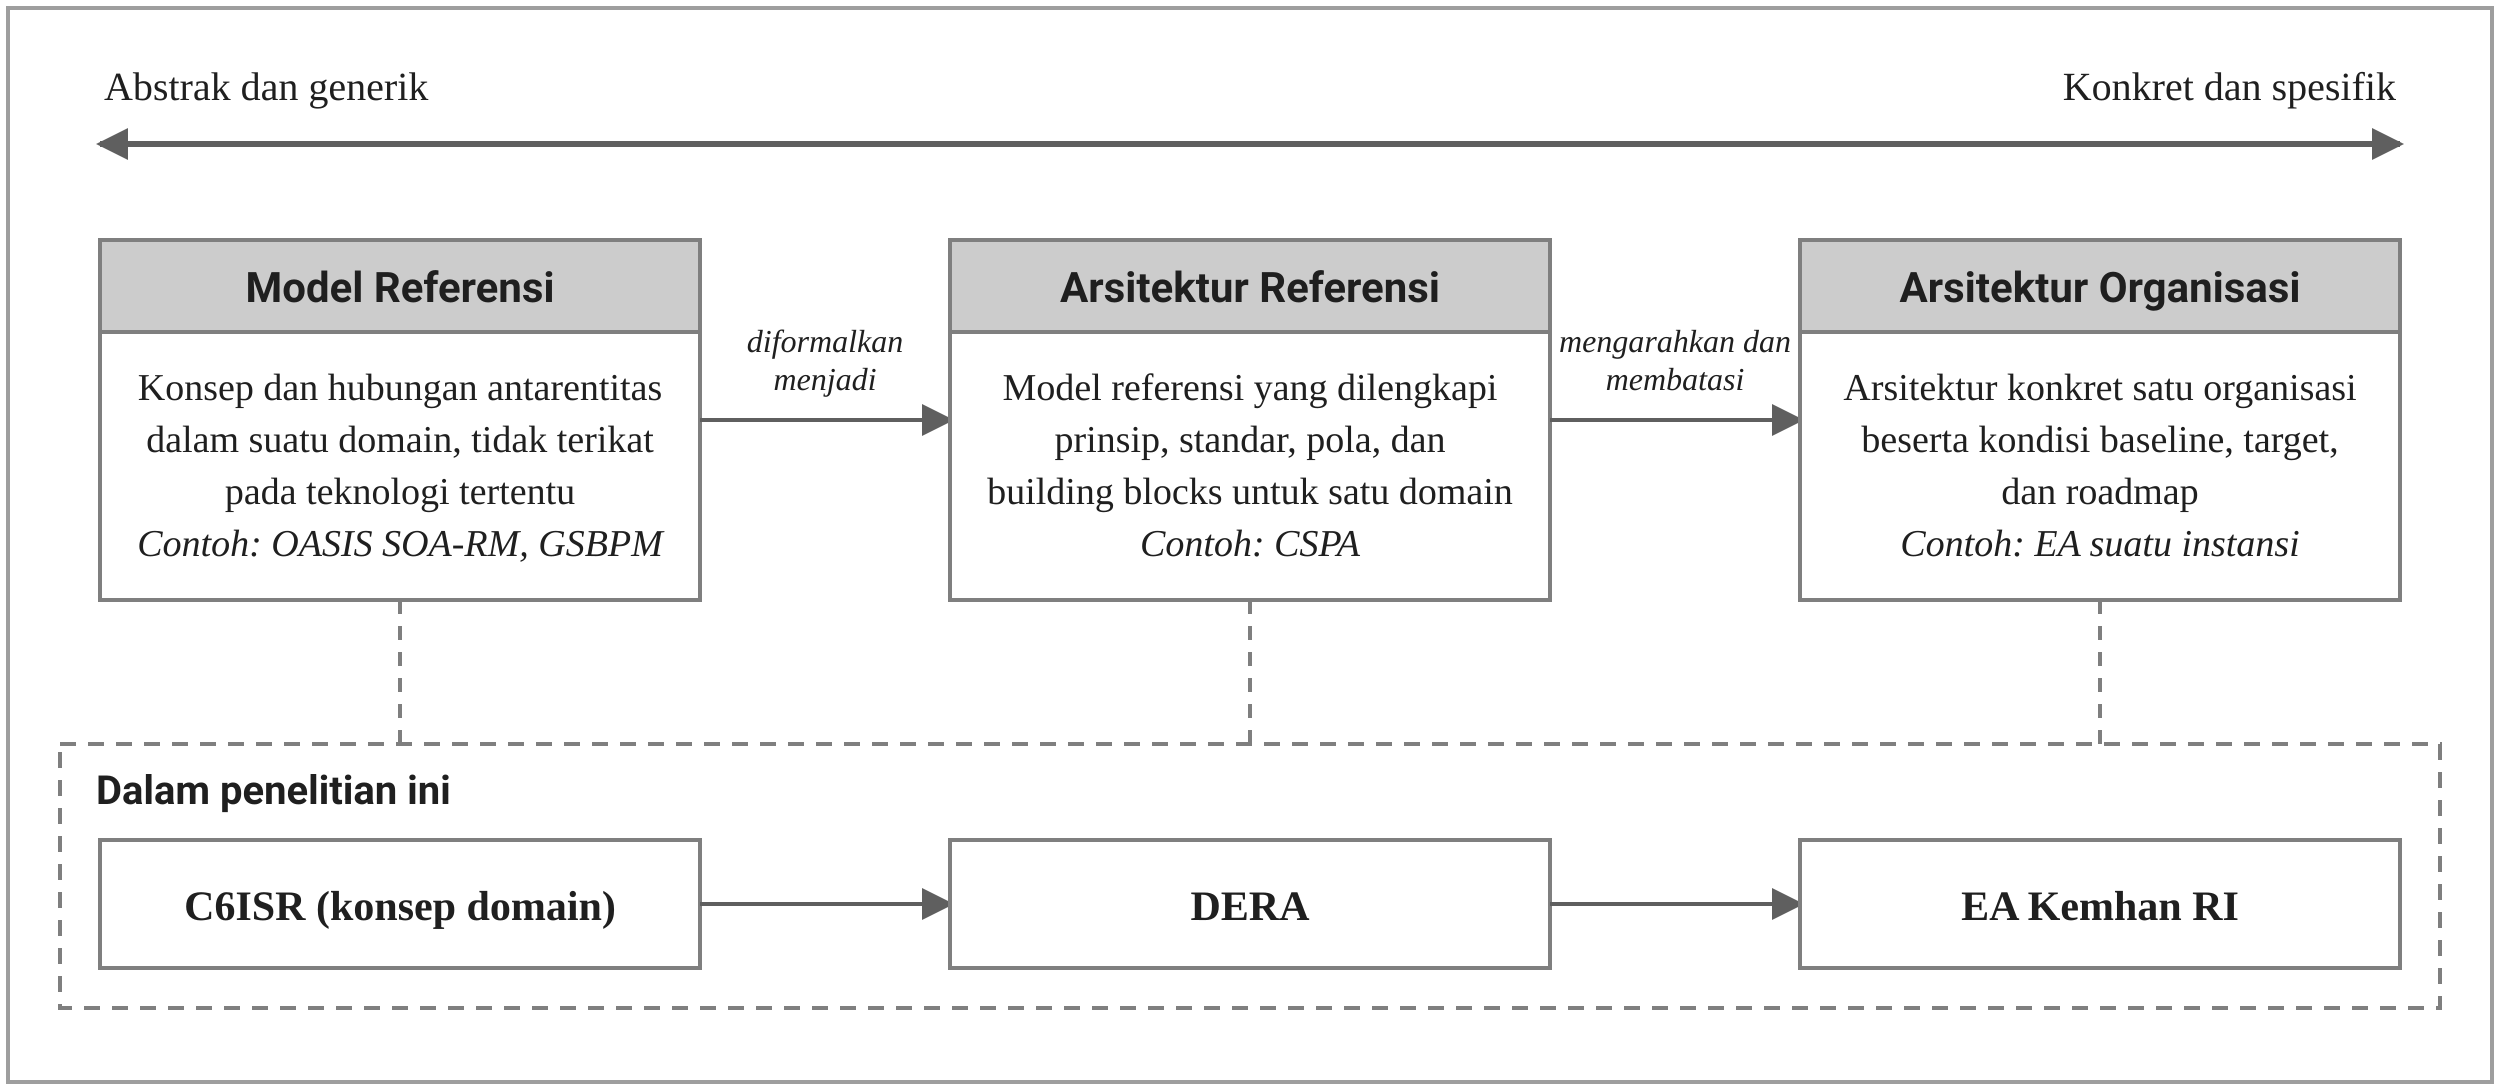 Abstrak dan generik
Konkret dan spesifik
Model Referensi
Konsep dan hubungan antarentitas
dalam suatu domain, tidak terikat
pada teknologi tertentu
Contoh: OASIS SOA-RM, GSBPM
diformalkan
menjadi
Arsitektur Referensi
Model referensi yang dilengkapi
prinsip, standar, pola, dan
building blocks untuk satu domain
Contoh: CSPA
mengarahkan dan
membatasi
Arsitektur Organisasi
Arsitektur konkret satu organisasi
beserta kondisi baseline, target,
dan roadmap
Contoh: EA suatu instansi
Dalam penelitian ini
C6ISR (konsep domain)
DERA
EA Kemhan RI